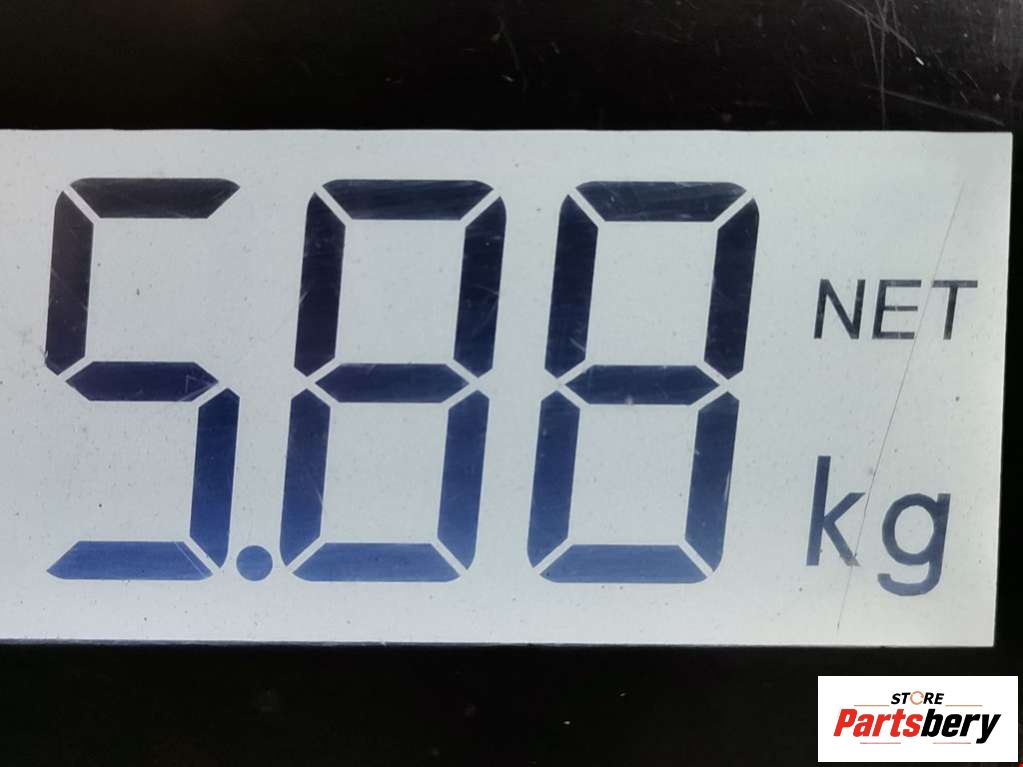 5.88
NET
kg
STORE
Partsbery